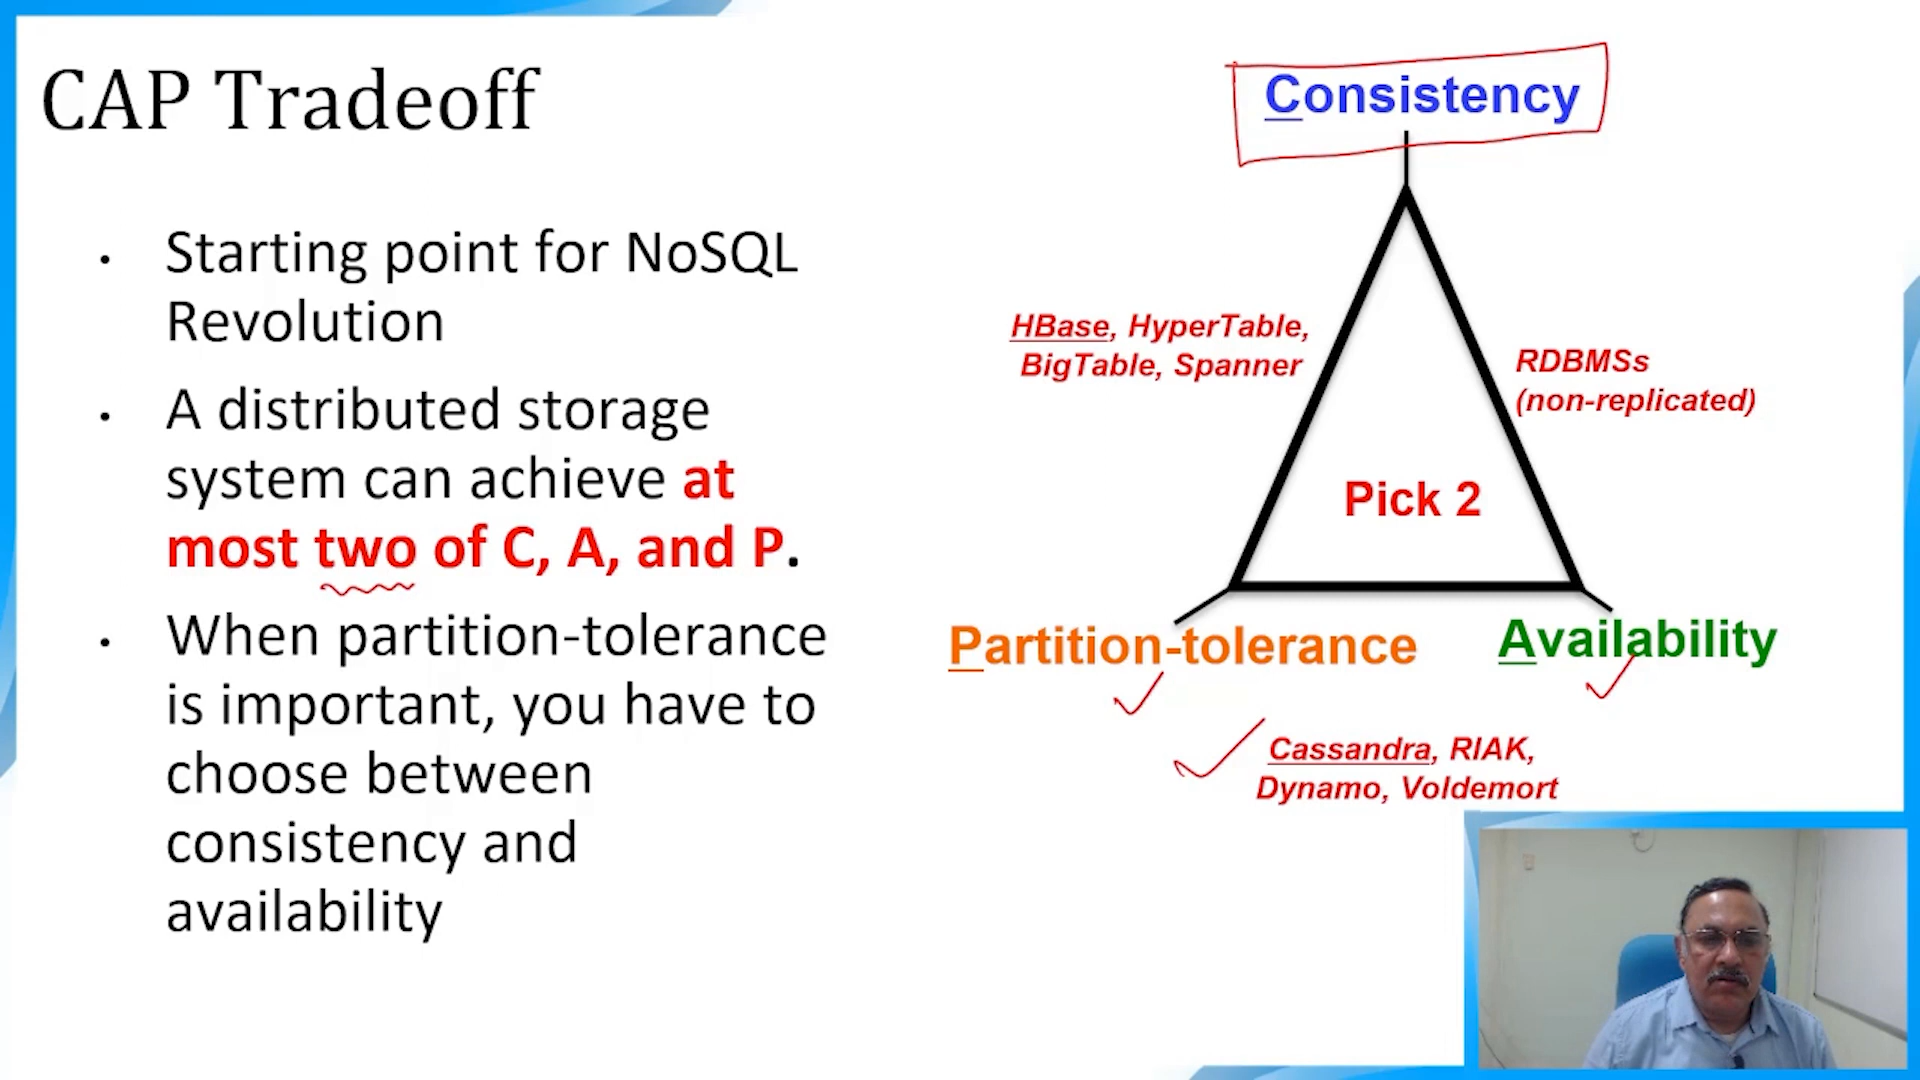 CAP Tradeoff
• Starting point for NoSQL
Revolution
• A distributed storage
system can achieve at
most two of C, A, and P.
• When partition-tolerance
is important, you have to
choose between
consistency and
availability
Consistency
HBase, HyperTable,
BigTable, Spanner
RDBMSs
(non-replicated)
Pick 2
Partition-tolerance
Availability
Cassandra, RIAK,
Dynamo, Voldemort